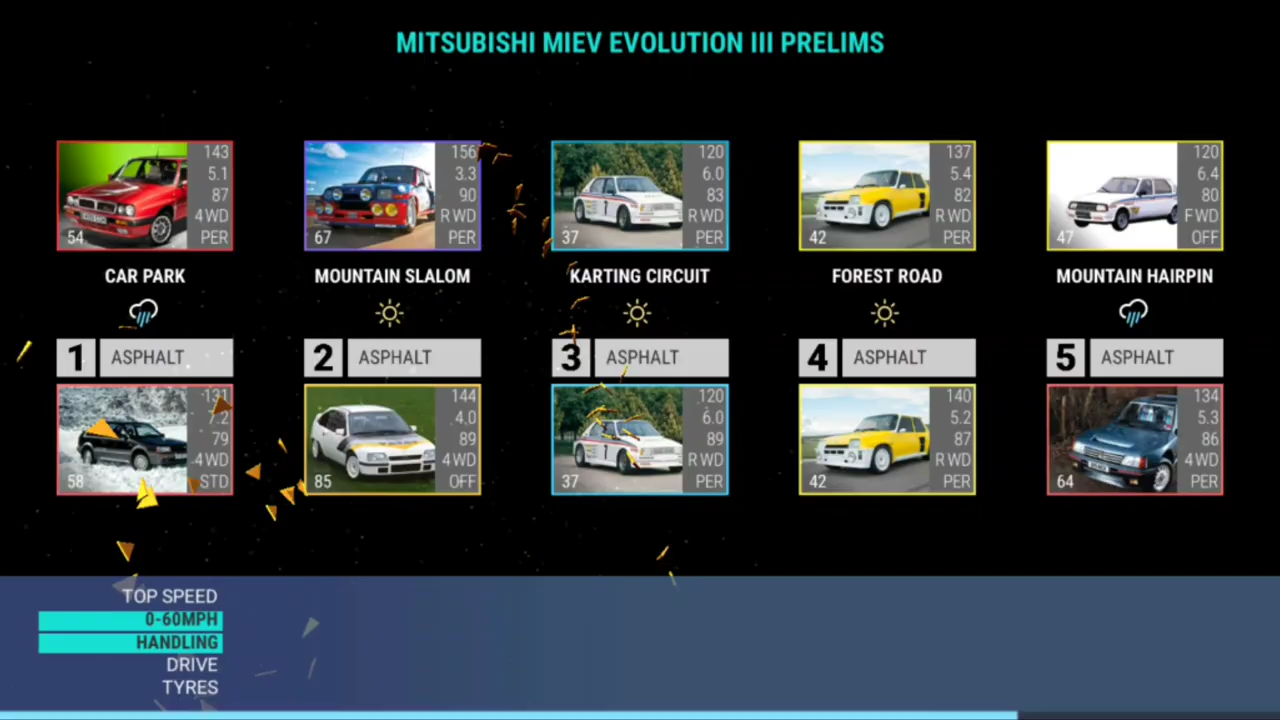 MITSUBISHI MIEV EVOLUTION III PRELIMS
143 156 120 137 120
5.1 3.3 6.0 5.4 6.4
87 90 83 82 80
4WD RWD RWD RWD FWD
54 PER 67 PER 37 PER 42 PER 47 OFF
CAR PARK MOUNTAIN SLALOM KARTING CIRCUIT FOREST ROAD MOUNTAIN HAIRPIN
1 ASPHALT 2 ASPHALT 3 ASPHALT 4 ASPHALT 5 ASPHALT
131 144 120 140 134
7.2 4.0 6.0 5.2 5.3
79 89 89 87 86
4WD 4WD RWD RWD 4WD
58 STD 85 OFF 37 PER 42 PER 64 PER
TOP SPEED
0-60MPH
HANDLING
DRIVE
TYRES